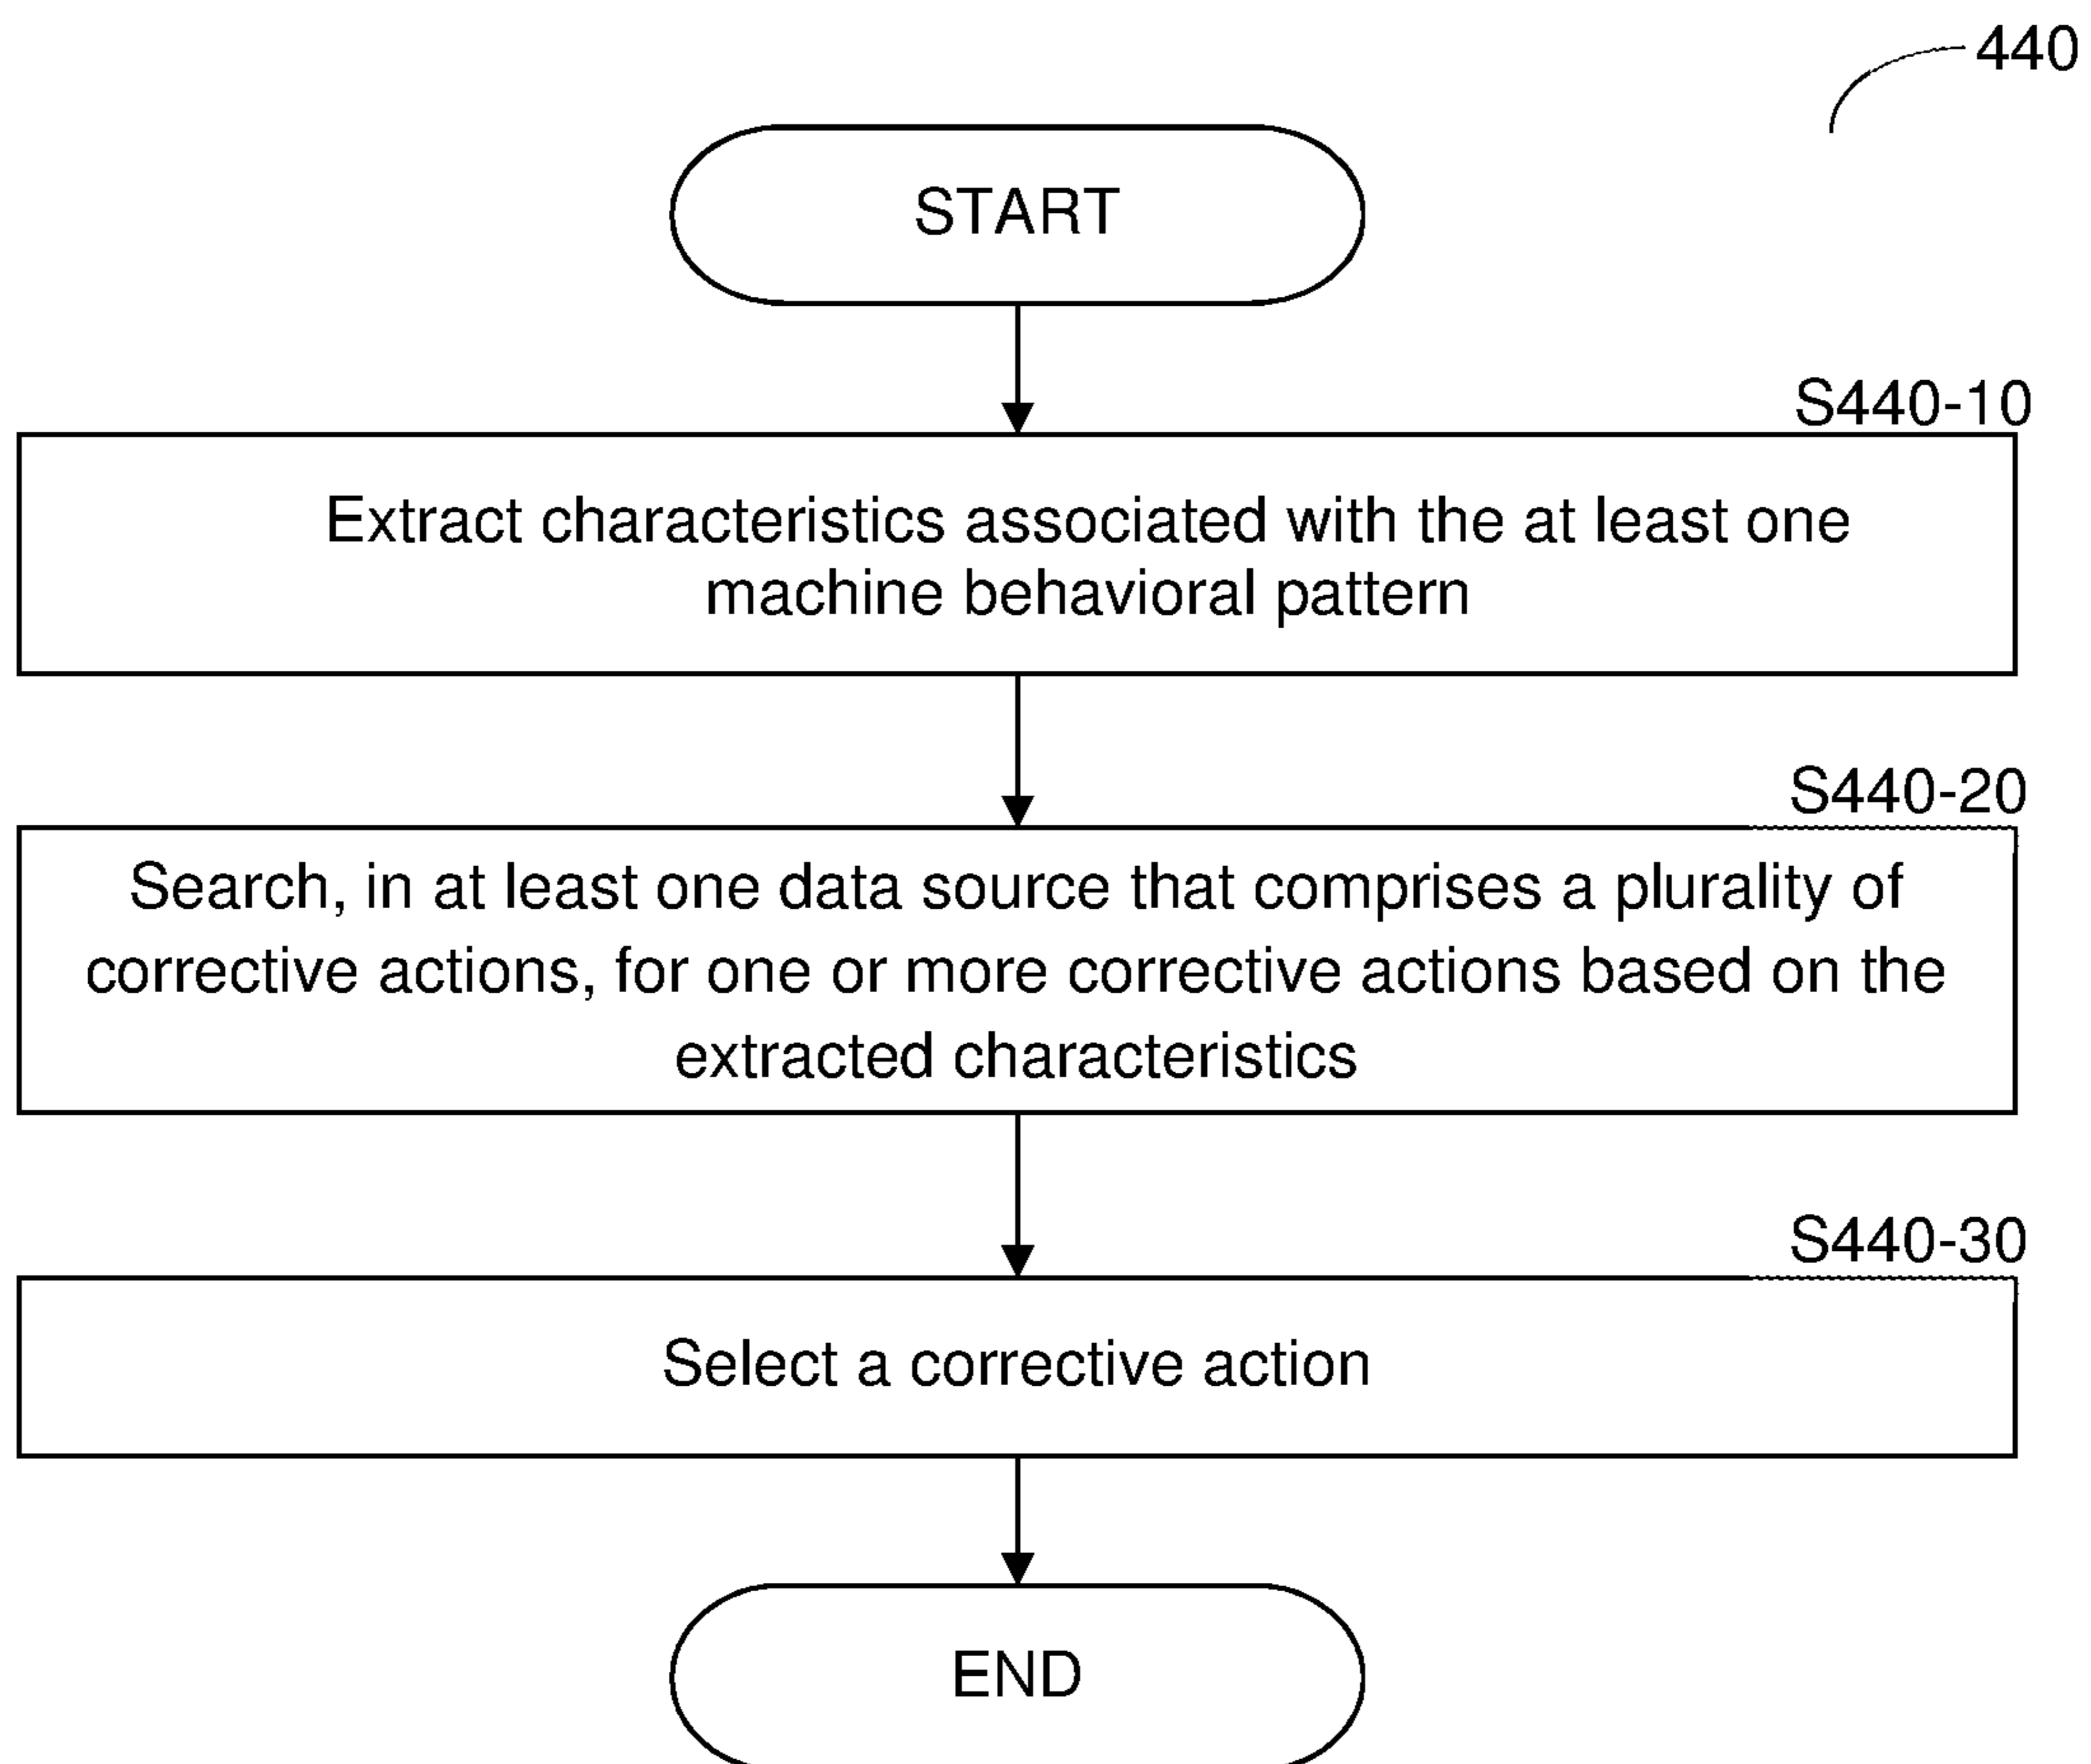 440
START
S440-10
Extract characteristics associated with the at least one
machine behavioral pattern
S440-20
Search, in at least one data source that comprises a plurality of
corrective actions, for one or more corrective actions based on the
extracted characteristics
S440-30
Select a corrective action
END